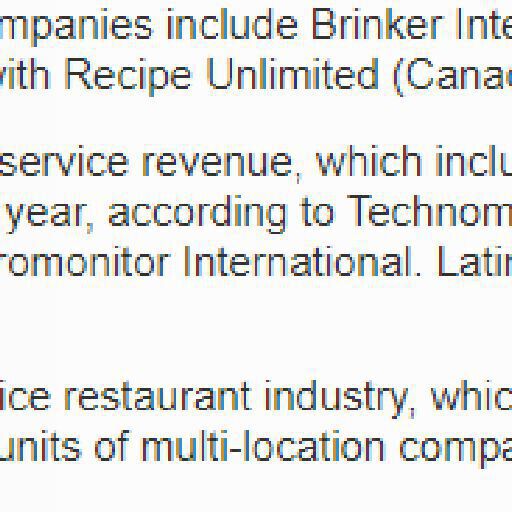 mpanies include Brinker Inte
with Recipe Unlimited (Canad
service revenue, which inclu
year, according to Technom
romonitor International. Latin
ice restaurant industry, whic
units of multi-location compa